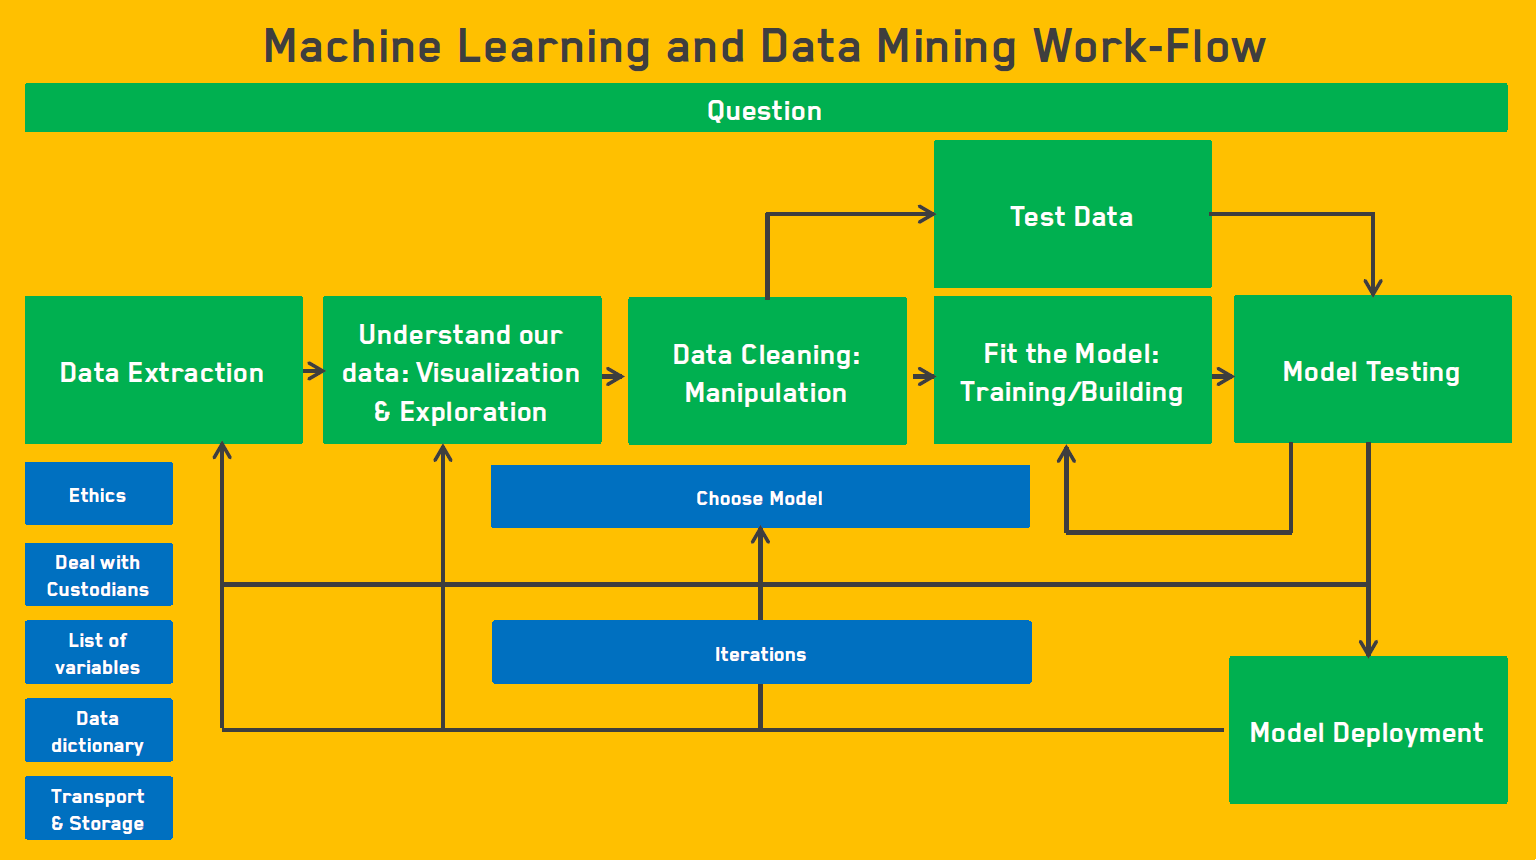 Machine Learning and Data Mining Work-Flow
Question
Test Data
Data Extraction
Understand our
data: Visualization
& Exploration
Data Cleaning:
Manipulation
Fit the Model:
Training/Building
Model Testing
Ethics
Choose Model
Deal with
Custodians
List of
variables
Iterations
Data
dictionary
Model Deployment
Transport
& Storage